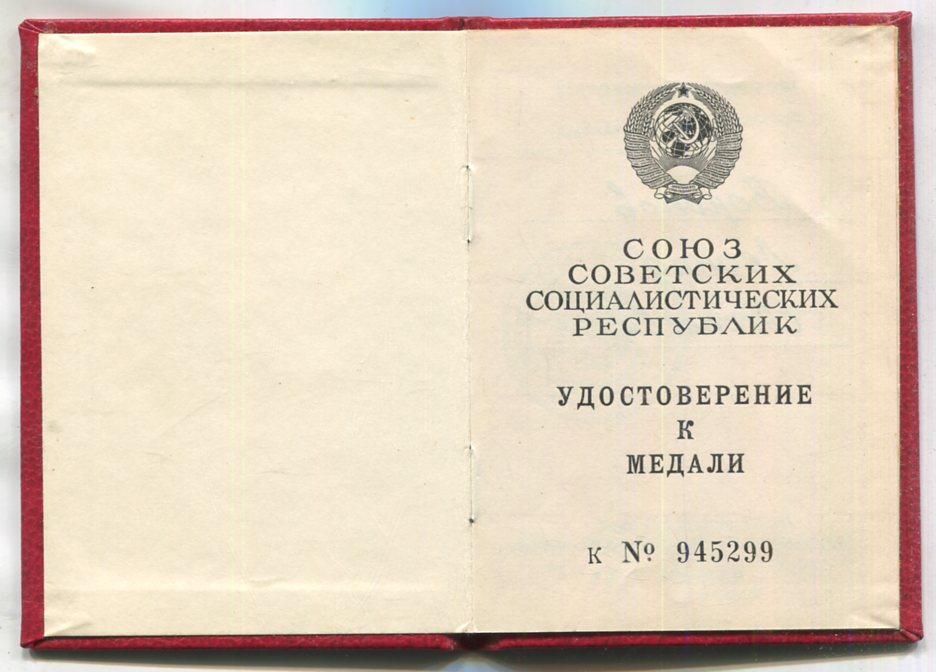 СОЮЗ
СОВЕТСКИХ
СОЦИАЛИСТИЧЕСКИХ
РЕСПУБЛИК
УДОСТОВЕРЕНИЕ
К
МЕДАЛИ
К № 945299